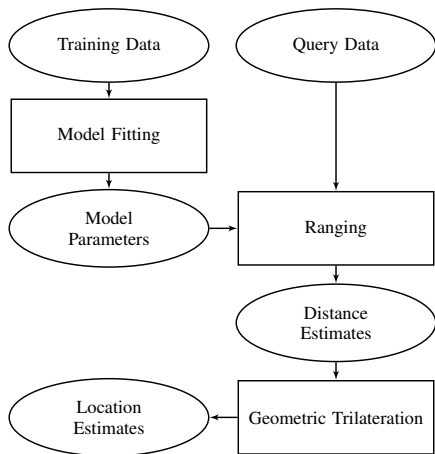 Training Data
Query Data
Model Fitting
Model
Parameters
Ranging
Distance
Estimates
Location
Estimates
Geometric Trilateration